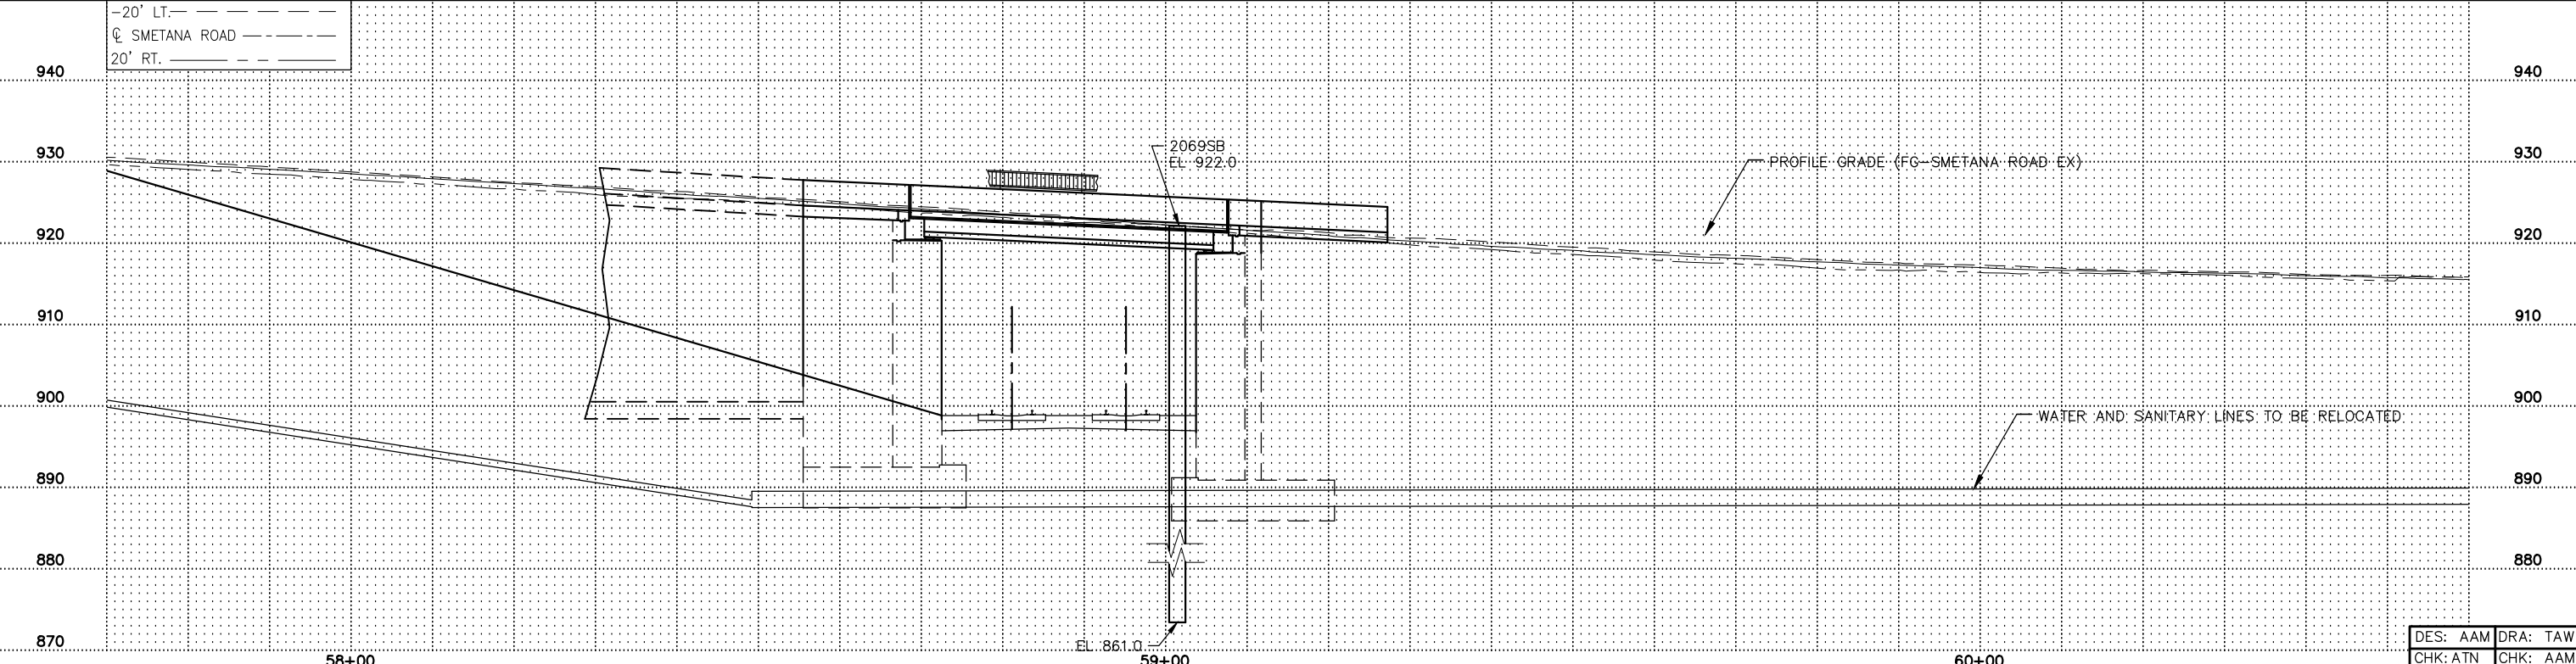 -20' LT.
℄ SMETANA ROAD
20' RT.
940 940
2069SB
EL 922.0
930 930
PROFILE GRADE (FG-SMETANA ROAD EX)
920 920
910 910
900 900
WATER AND SANITARY LINES TO BE RELOCATED
890 890
880 880
870 870
EL 861.0
DES: AAM DRA: TAW
CHK: ATN CHK: AAM
58+00 59+00 60+00